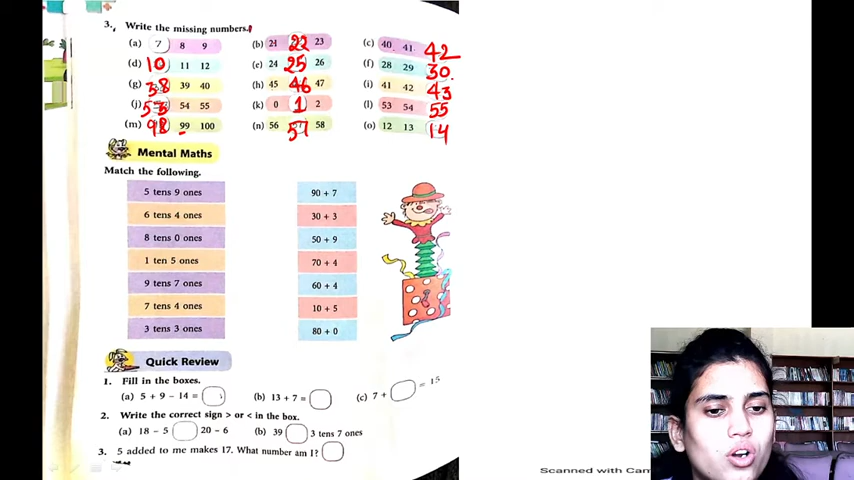 3. Write the missing numbers.
(a) 7 8 9 (b) 21 22 23 (c) 40 41 42
(d) 10 11 12 (e) 24 25 26 (f) 28 29 30
(g) 38 39 40 (h) 45 46 47 (i) 41 42 43
(j) 53 54 55 (k) 0 1 2 (l) 53 54 55
(m) 98 99 100 (n) 56 57 58 (o) 12 13 14
Mental Maths
Match the following.
5 tens 9 ones 90 + 7
6 tens 4 ones 30 + 3
8 tens 0 ones 50 + 9
1 ten 5 ones 70 + 4
9 tens 7 ones 60 + 4
7 tens 4 ones 10 + 5
3 tens 3 ones 80 + 0
Quick Review
1. Fill in the boxes.
(a) 5 + 9 - 14 = (b) 13 + 7 = (c) 7 + = 15
2. Write the correct sign > or < in the box.
(a) 18 - 5 20 - 6 (b) 39 3 tens 7 ones
3. 5 added to me makes 17. What number am I?
Scanned with Cam